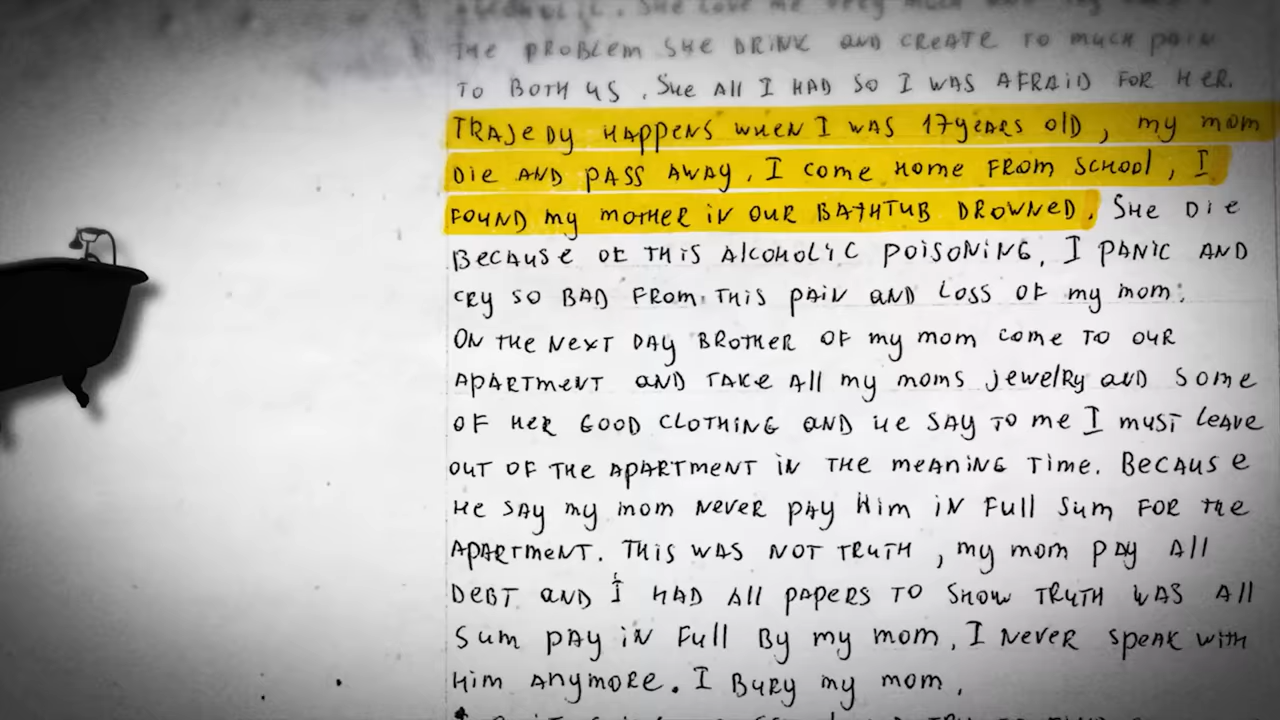 She love me very much
THE PROBLEM SHE DRINK AND CREATE TO MUCH PAIN
TO BOTH US . SHE All I HAD SO I WAS AFRAID FOR HER.
TRAJEDY HAPPENS WHEN I WAS 17 years old , my mom
Die AND PASS AWAY . I come Home FROM SCHOOL , I
FOUND my moTHER iN OUR BATHTUB DROWNED . SHE Die
BECAUSE OF THiS AlCOHOLiC POiSONiNG . I PANIC AND
CRY SO BAD FROM THiS PAiN AND LOSS OF my mom .
ON THE NEXT DAY BROTHER OF my mom come TO OUR
APARTMENT AND TAKE All my moms jewelRy AND Some
OF HER GOOD CLOTHING AND HE SAY TO me I musT leAVE
OUT OF THE APARTMENT iN THE meANiNG Time. BECAUSE
HE SAY my mom NEVER PAY Him iN Full Sum FOR THE
APARTMENT. THiS WAS NOT TRUTH , my mom PAY All
DEBT AND I HAD All PAPERS TO SHOW TRUTH WAS All
Sum PAY iN Full By my mom . I NEVER SPEAK WiTH
Him ANYMORE. I BURY my mom .